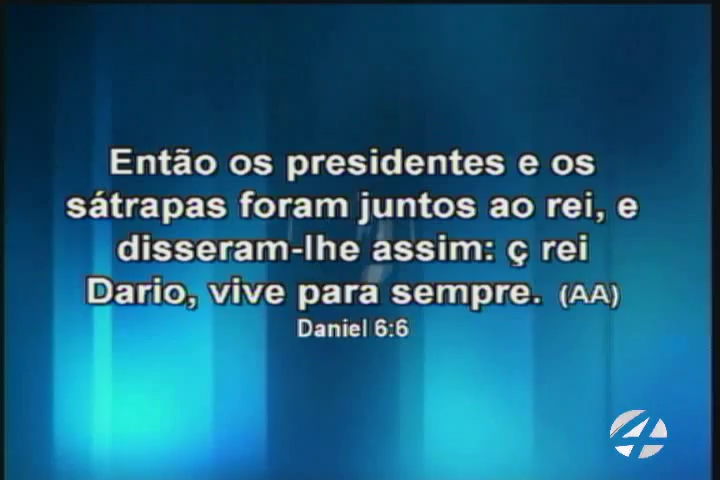 Então os presidentes e os
sátrapas foram juntos ao rei, e
disseram-lhe assim: ç rei
Dario, vive para sempre. (AA)
Daniel 6:6
4